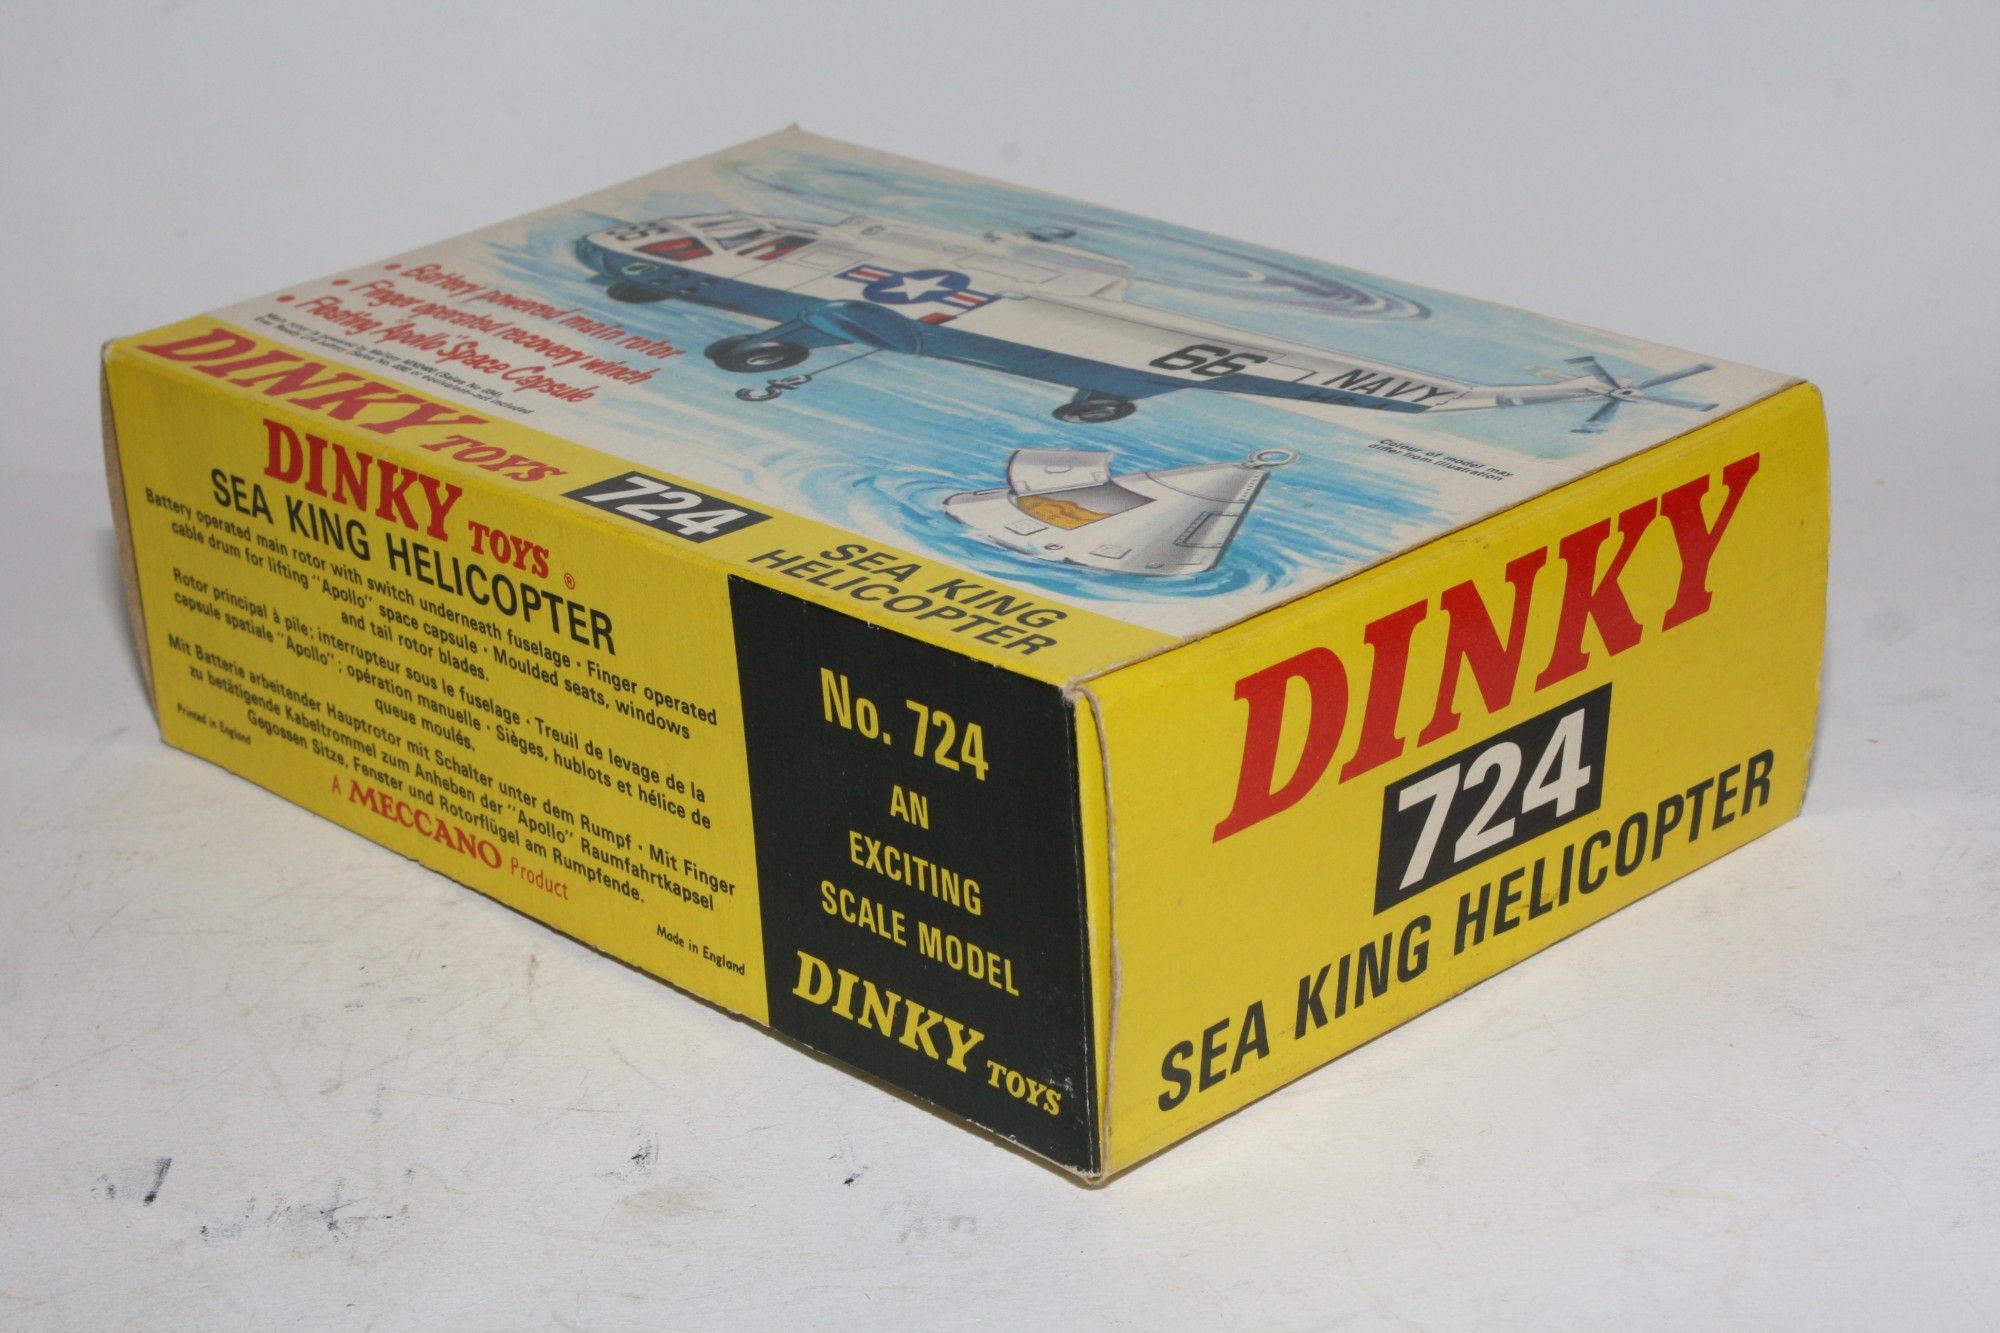 66
66
NAVY
HS-4
• Battery powered main rotor
• Finger operated recovery winch
• Floating "Apollo" Space Capsule
Colour of model may
differ from illustration
DINKY TOYS
724
SEA KING
HELICOPTER
DINKY TOYS ®
SEA KING HELICOPTER
Battery operated main rotor with switch underneath fuselage · Finger operated
cable drum for lifting "Apollo" space capsule · Moulded seats, windows
and tail rotor blades.
Rotor principal à pile; interrupteur sous le fuselage · Treuil de levage de la
capsule spatiale "Apollo"; opération manuelle · Sièges, hublots et hélice de
queue moulés.
Mit Batterie arbeitender Hauptrotor mit Schalter unter dem Rumpf · Mit Finger
zu betätigende Kabeltrommel zum Anheben der "Apollo" Raumfahrtkapsel
Gegossen Sitze, Fenster und Rotorflügel am Rumpfende.
Printed in England
A MECCANO Product
Made in England
No. 724
AN
EXCITING
SCALE MODEL
DINKY TOYS
DINKY
724
SEA KING HELICOPTER